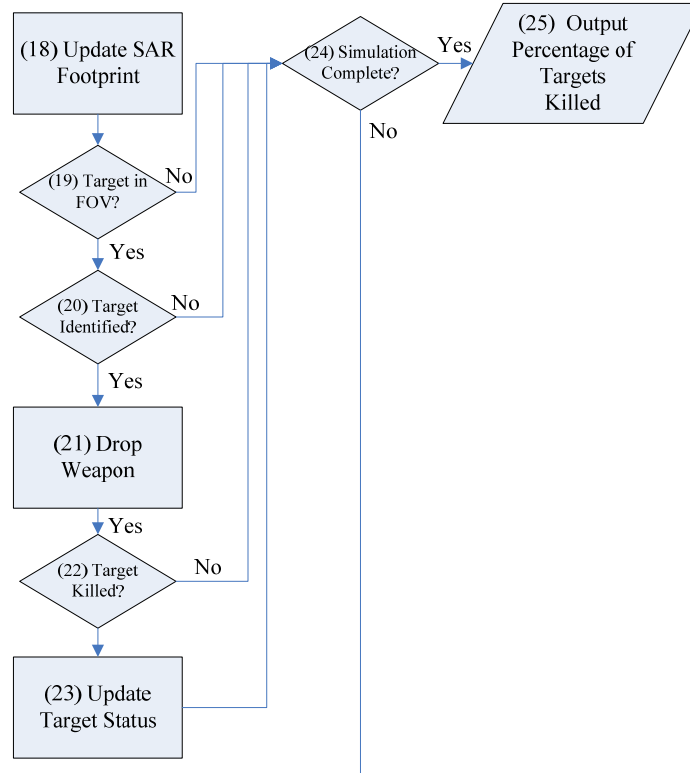 (18) Update SAR
Footprint
No
(19) Target in
FOV?
Yes
(20) Target
Identified?
No
Yes
(21) Drop
Weapon
Yes
(22) Target
Killed?
No
(23) Update
Target Status
(24) Simulation
Complete?
Yes
No
(25) Output
Percentage of
Targets
Killed